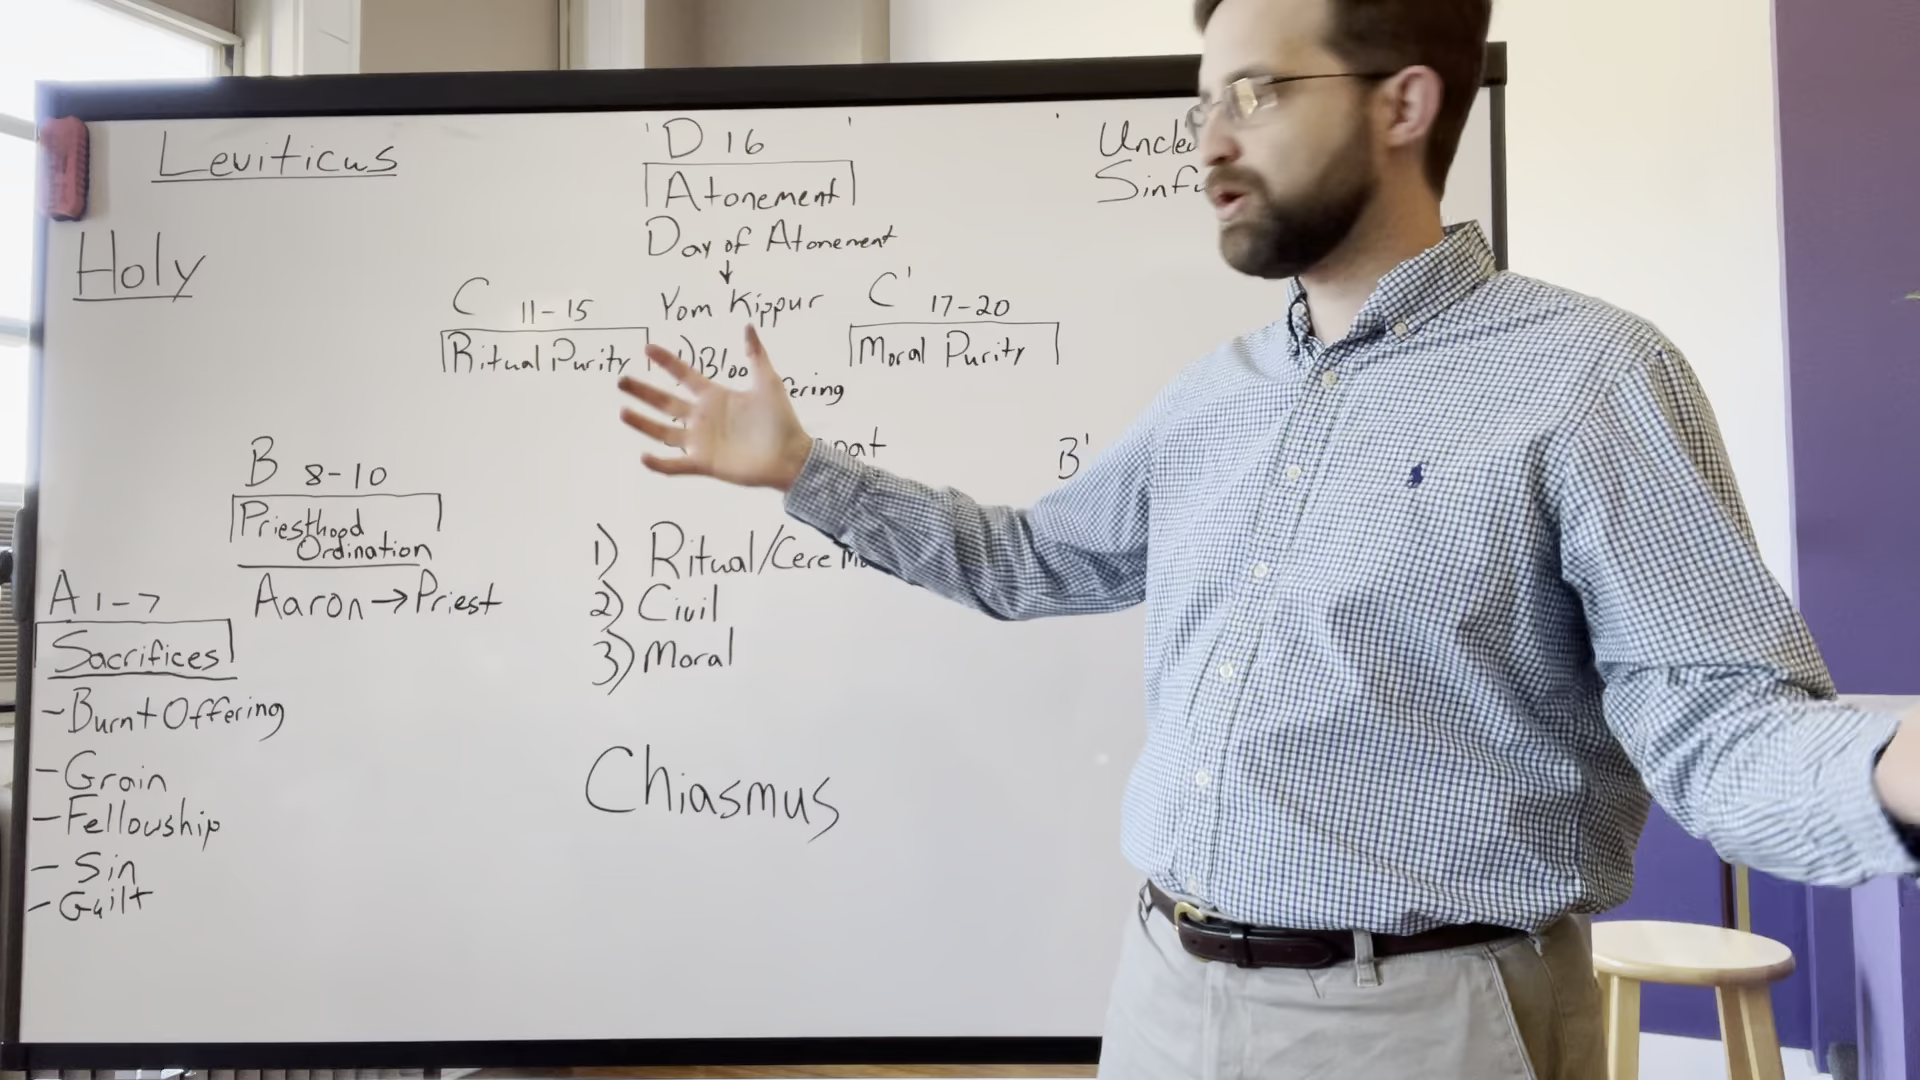 Leviticus
Holy
D 16
Atonement
Day of Atonement
↓
Yom Kippur
1)
C 11-15
Ritual Purity
C' 17-20
Moral Purity
B 8-10
Priesthood
Ordination
Aaron → Priest
B'
A 1-7
Sacrifices
- Burnt Offering
- Grain
- Fellowship
- Sin
- Guilt
1) Ritual/
2) Civil
3) Moral
Chiasmus